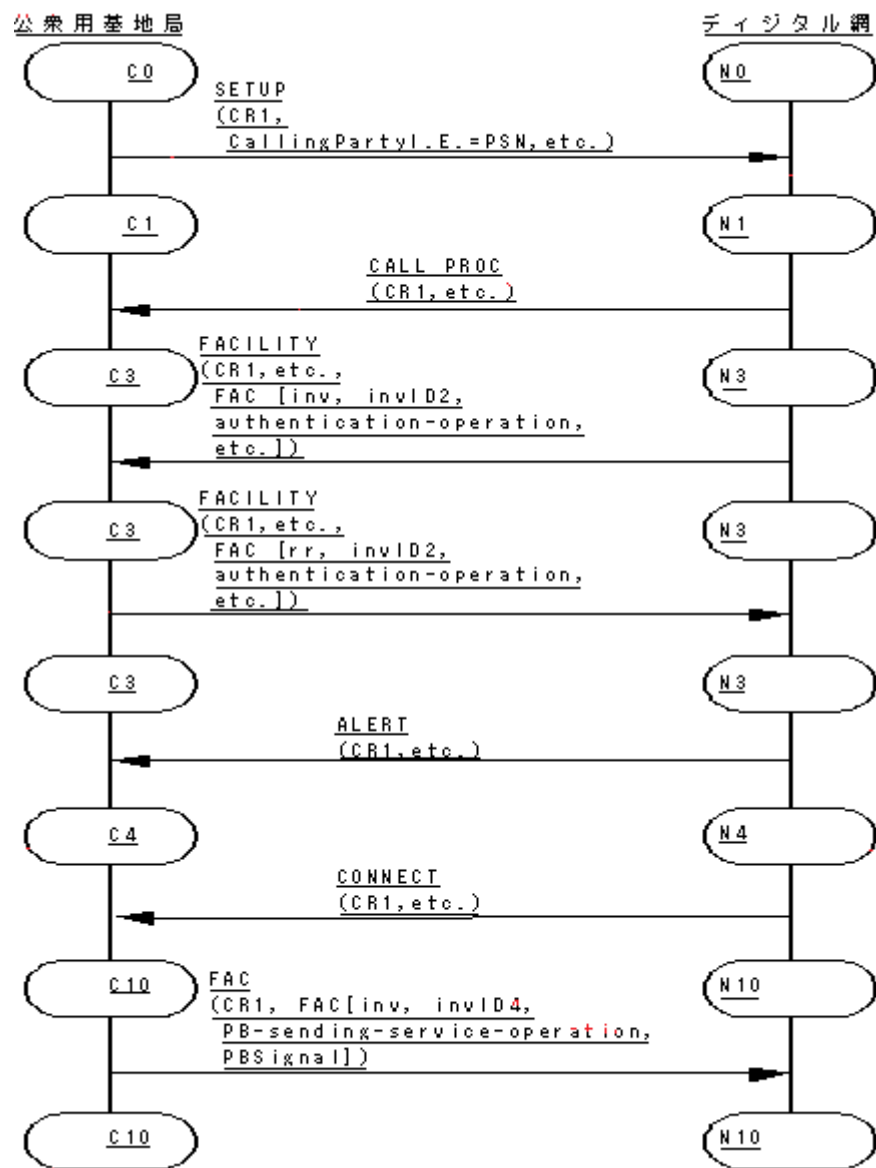 公衆用基地局
ディジタル網
C0
N0
SETUP
(CR1,
CallingPartyI.E.=PSN,etc.)
C1
N1
CALL PROC
(CR1,etc.)
C3
N3
FACILITY
(CR1,etc.,
FAC [inv, invID2,
authentication-operation,
etc.])
C3
N3
FACILITY
(CR1,etc.,
FAC [rr, invID2,
authentication-operation,
etc.])
C3
N3
ALERT
(CR1,etc.)
C4
N4
CONNECT
(CR1,etc.)
C10
N10
FAC
(CR1, FAC[inv, invID4,
PB-sending-service-operation,
PBSignal])
C10
N10